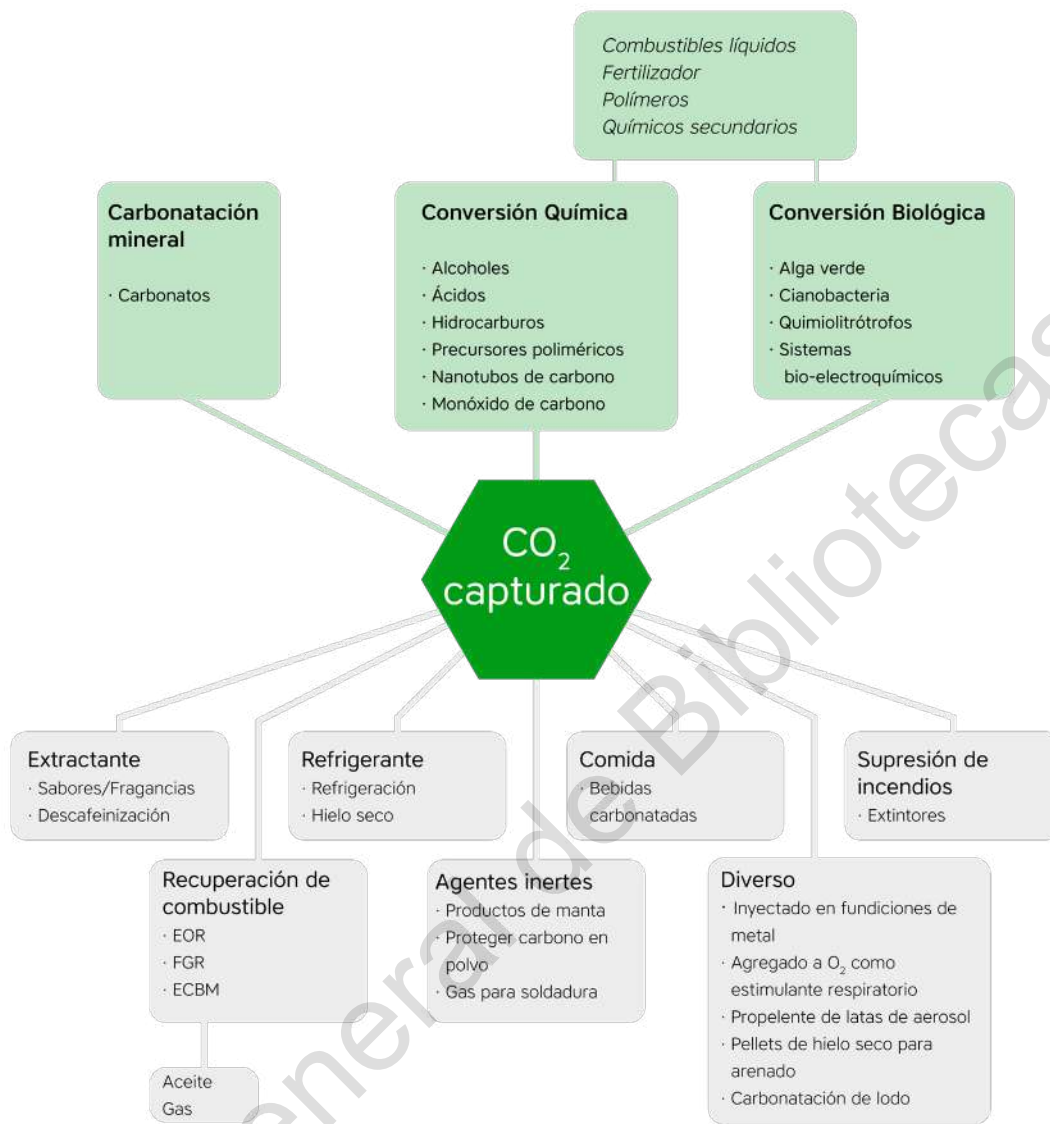 Combustibles líquidos
Fertilizador
Polímeros
Químicos secundarios
Carbonatación
mineral
· Carbonatos
Conversión Química
· Alcoholes
· Ácidos
· Hidrocarburos
· Precursores poliméricos
· Nanotubos de carbono
· Monóxido de carbono
Conversión Biológica
· Alga verde
· Cianobacteria
· Quimiolitrótrofos
· Sistemas
bio-electroquímicos
CO₂
capturado
Extractante
· Sabores/Fragancias
· Descafeinización
Refrigerante
· Refrigeración
· Hielo seco
Comida
· Bebidas
carbonatadas
Supresión de
incendios
· Extintores
Recuperación de
combustible
· EOR
· FGR
· ECBM
Aceite
Gas
Agentes inertes
· Productos de manta
· Proteger carbono en
polvo
· Gas para soldadura
Diverso
· Inyectado en fundiciones de
metal
· Agregado a O₂ como
estimulante respiratorio
· Propelente de latas de aerosol
· Pellets de hielo seco para
arenado
· Carbonatación de lodo
eneral de Bibliotecas